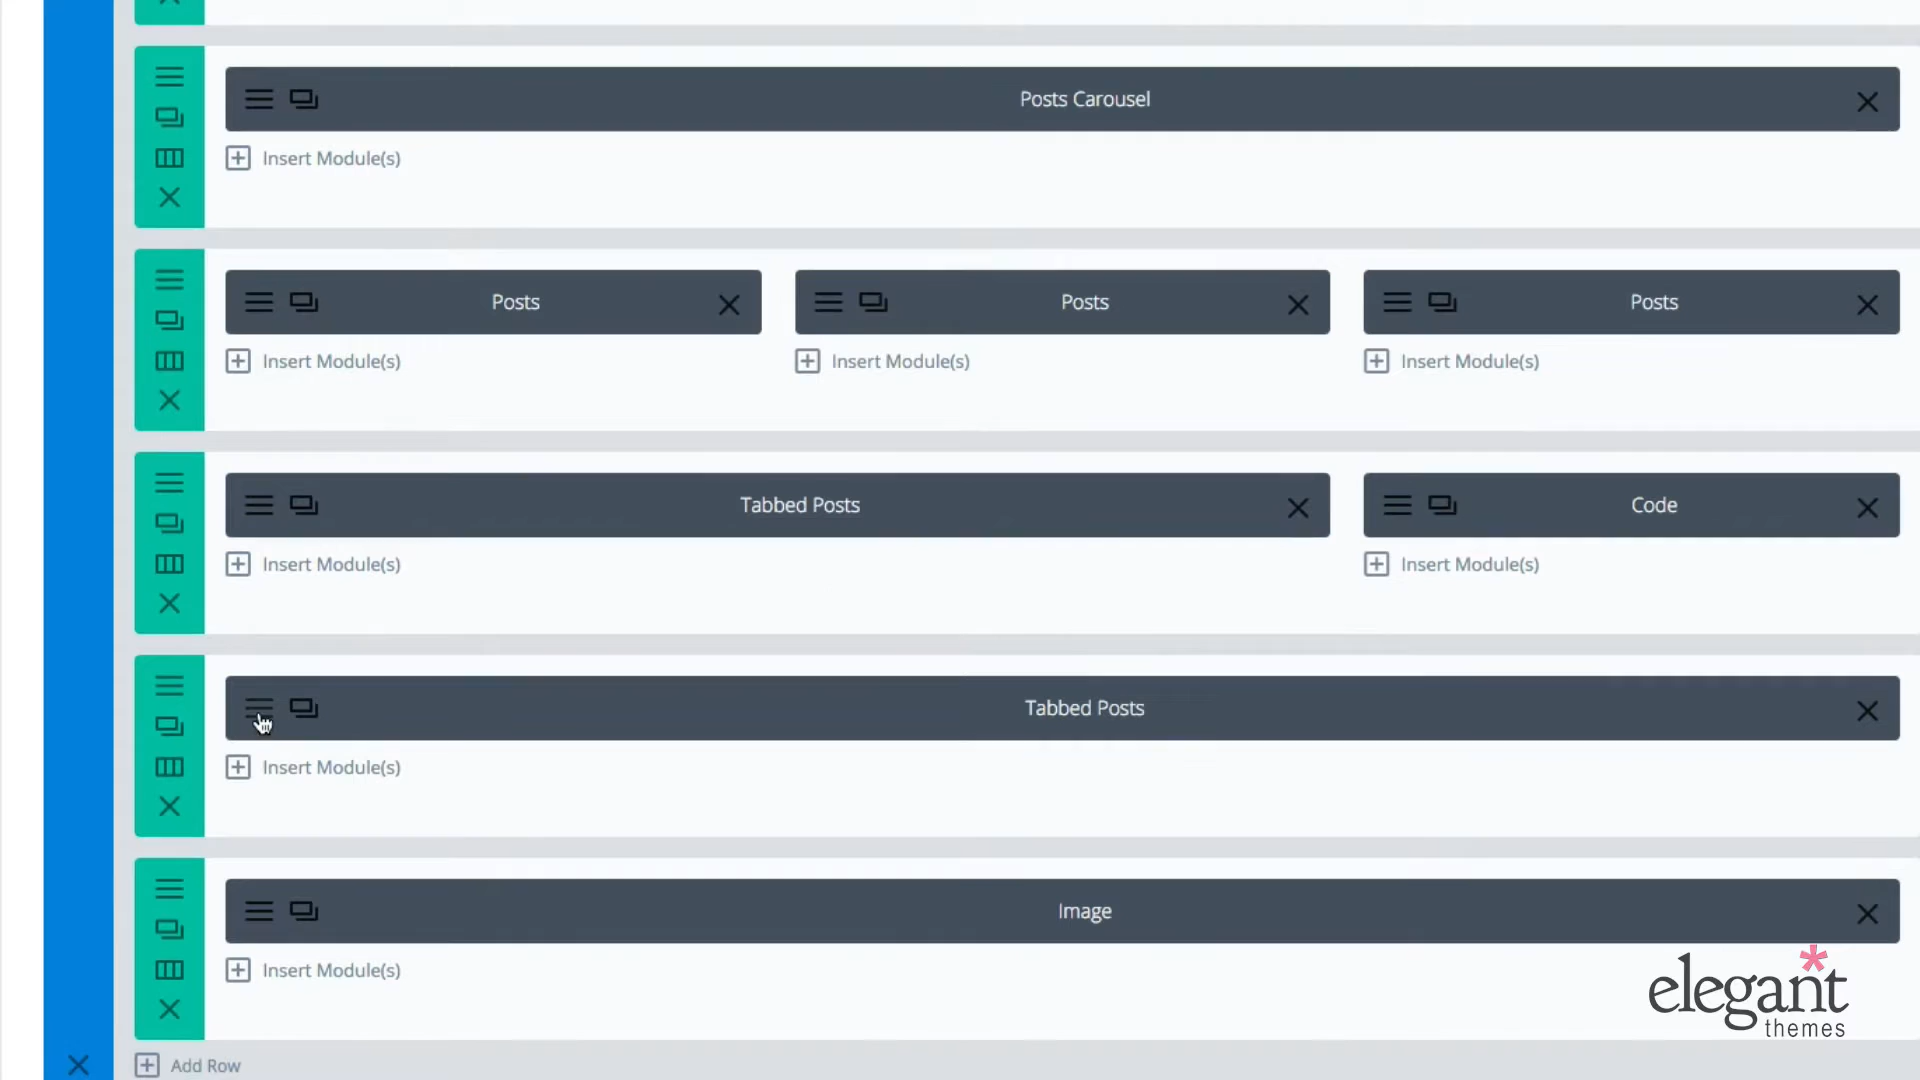 Posts Carousel
Insert Module(s)
Posts Posts Posts
Insert Module(s) Insert Module(s) Insert Module(s)
Tabbed Posts Code
Insert Module(s) Insert Module(s)
Tabbed Posts
Insert Module(s)
Image
Insert Module(s)
elegant
themes
Add Row